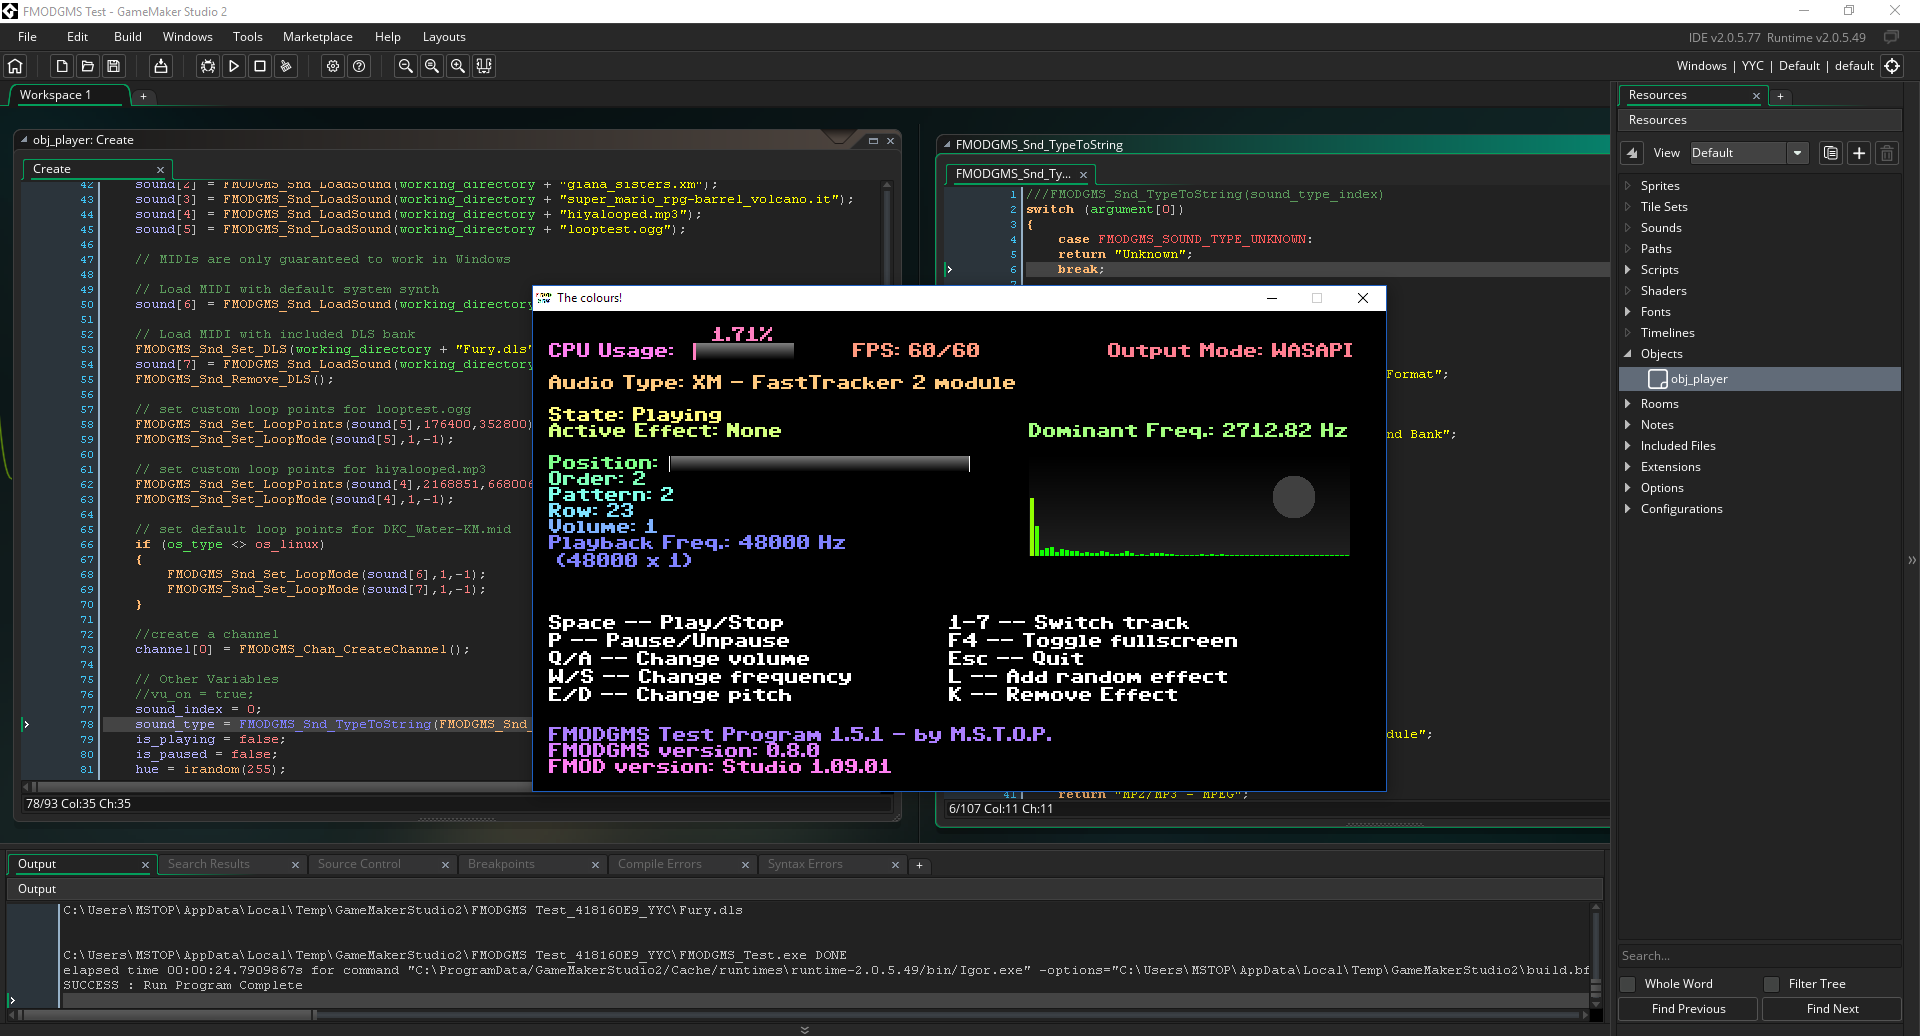 FMODGMS Test - GameMaker Studio 2
File Edit Build Windows Tools Marketplace Help Layouts
IDE v2.0.5.77 Runtime v2.0.5.49
Windows | YYC | Default | default
Workspace 1 +
obj_player: Create
Create
42 sound[2] = FMODGMS_Snd_LoadSound(working_directory + "giana_sisters.xm");
43 sound[3] = FMODGMS_Snd_LoadSound(working_directory + "super_mario_rpg-barrel_volcano.it");
44 sound[4] = FMODGMS_Snd_LoadSound(working_directory + "hiyalooped.mp3");
45 sound[5] = FMODGMS_Snd_LoadSound(working_directory + "looptest.ogg");
46
47 // MIDIs are only guaranteed to work in Windows
48
49 // Load MIDI with default system synth
50 sound[6] = FMODGMS_Snd_LoadSound(working_directory
51
52 // Load MIDI with included DLS bank
53 FMODGMS_Snd_Set_DLS(working_directory + "Fury.dls"
54 sound[7] = FMODGMS_Snd_LoadSound(working_directory
55 FMODGMS_Snd_Remove_DLS();
56
57 // set custom loop points for looptest.ogg
58 FMODGMS_Snd_Set_LoopPoints(sound[5],176400,352800)
59 FMODGMS_Snd_Set_LoopMode(sound[5],1,-1);
60
61 // set custom loop points for hiyalooped.mp3
62 FMODGMS_Snd_Set_LoopPoints(sound[4],2168851,668006
63 FMODGMS_Snd_Set_LoopMode(sound[4],1,-1);
64
65 // set default loop points for DKC_Water-KM.mid
66 if (os_type <> os_linux)
67 {
68 FMODGMS_Snd_Set_LoopMode(sound[6],1,-1);
69 FMODGMS_Snd_Set_LoopMode(sound[7],1,-1);
70 }
71
72 //create a channel
73 channel[0] = FMODGMS_Chan_CreateChannel();
74
75 // Other Variables
76 //vu_on = true;
77 sound_index = 0;
78 sound_type = FMODGMS_Snd_TypeToString(FMODGMS_Snd_
79 is_playing = false;
80 is_paused = false;
81 hue = irandom(255);
78/93 Col:35 Ch:35
FMODGMS_Snd_TypeToString
FMODGMS_Snd_Ty...
1 ///FMODGMS_Snd_TypeToString(sound_type_index)
2 switch (argument[0])
3 {
4 case FMODGMS_SOUND_TYPE_UNKNOWN:
5 return "Unknown";
6 break;
7
Format";
nd Bank";
dule";
41 return "MP2/MP3 - MPEG";
6/107 Col:11 Ch:11
The colours!
1.71%
CPU Usage: FPS: 60/60 Output Mode: WASAPI
Audio Type: XM - FastTracker 2 module
State: Playing
Active Effect: None Dominant Freq.: 2712.82 Hz
Position:
Order: 2
Pattern: 2
Row: 23
Volume: 1
Playback Freq.: 48000 Hz
(48000 x 1)
Space -- Play/Stop
P -- Pause/Unpause
Q/A -- Change volume
W/S -- Change frequency
E/D -- Change pitch
1-7 -- Switch track
F4 -- Toggle fullscreen
Esc -- Quit
L -- Add random effect
K -- Remove Effect
FMODGMS Test Program 1.5.1 - by M.S.T.O.P.
FMODGMS version: 0.8.0
FMOD version: Studio 1.09.01
Resources +
Resources
View Default
Sprites
Tile Sets
Sounds
Paths
Scripts
Shaders
Fonts
Timelines
Objects
obj_player
Rooms
Notes
Included Files
Extensions
Options
Configurations
Search...
Whole Word Filter Tree
Find Previous Find Next
Output Search Results Source Control Breakpoints Compile Errors Syntax Errors +
Output
C:\Users\MSTOP\AppData\Local\Temp\GameMakerStudio2\FMODGMS Test_418160E9_YYC\Fury.dls
C:\Users\MSTOP\AppData\Local\Temp\GameMakerStudio2\FMODGMS Test_418160E9_YYC\FMODGMS_Test.exe DONE
elapsed time 00:00:24.7909867s for command "C:\ProgramData/GameMakerStudio2/Cache/runtimes\runtime-2.0.5.49/bin/Igor.exe" -options="C:\Users\MSTOP\AppData\Local\Temp\GameMakerStudio2\build.bf
SUCCESS : Run Program Complete